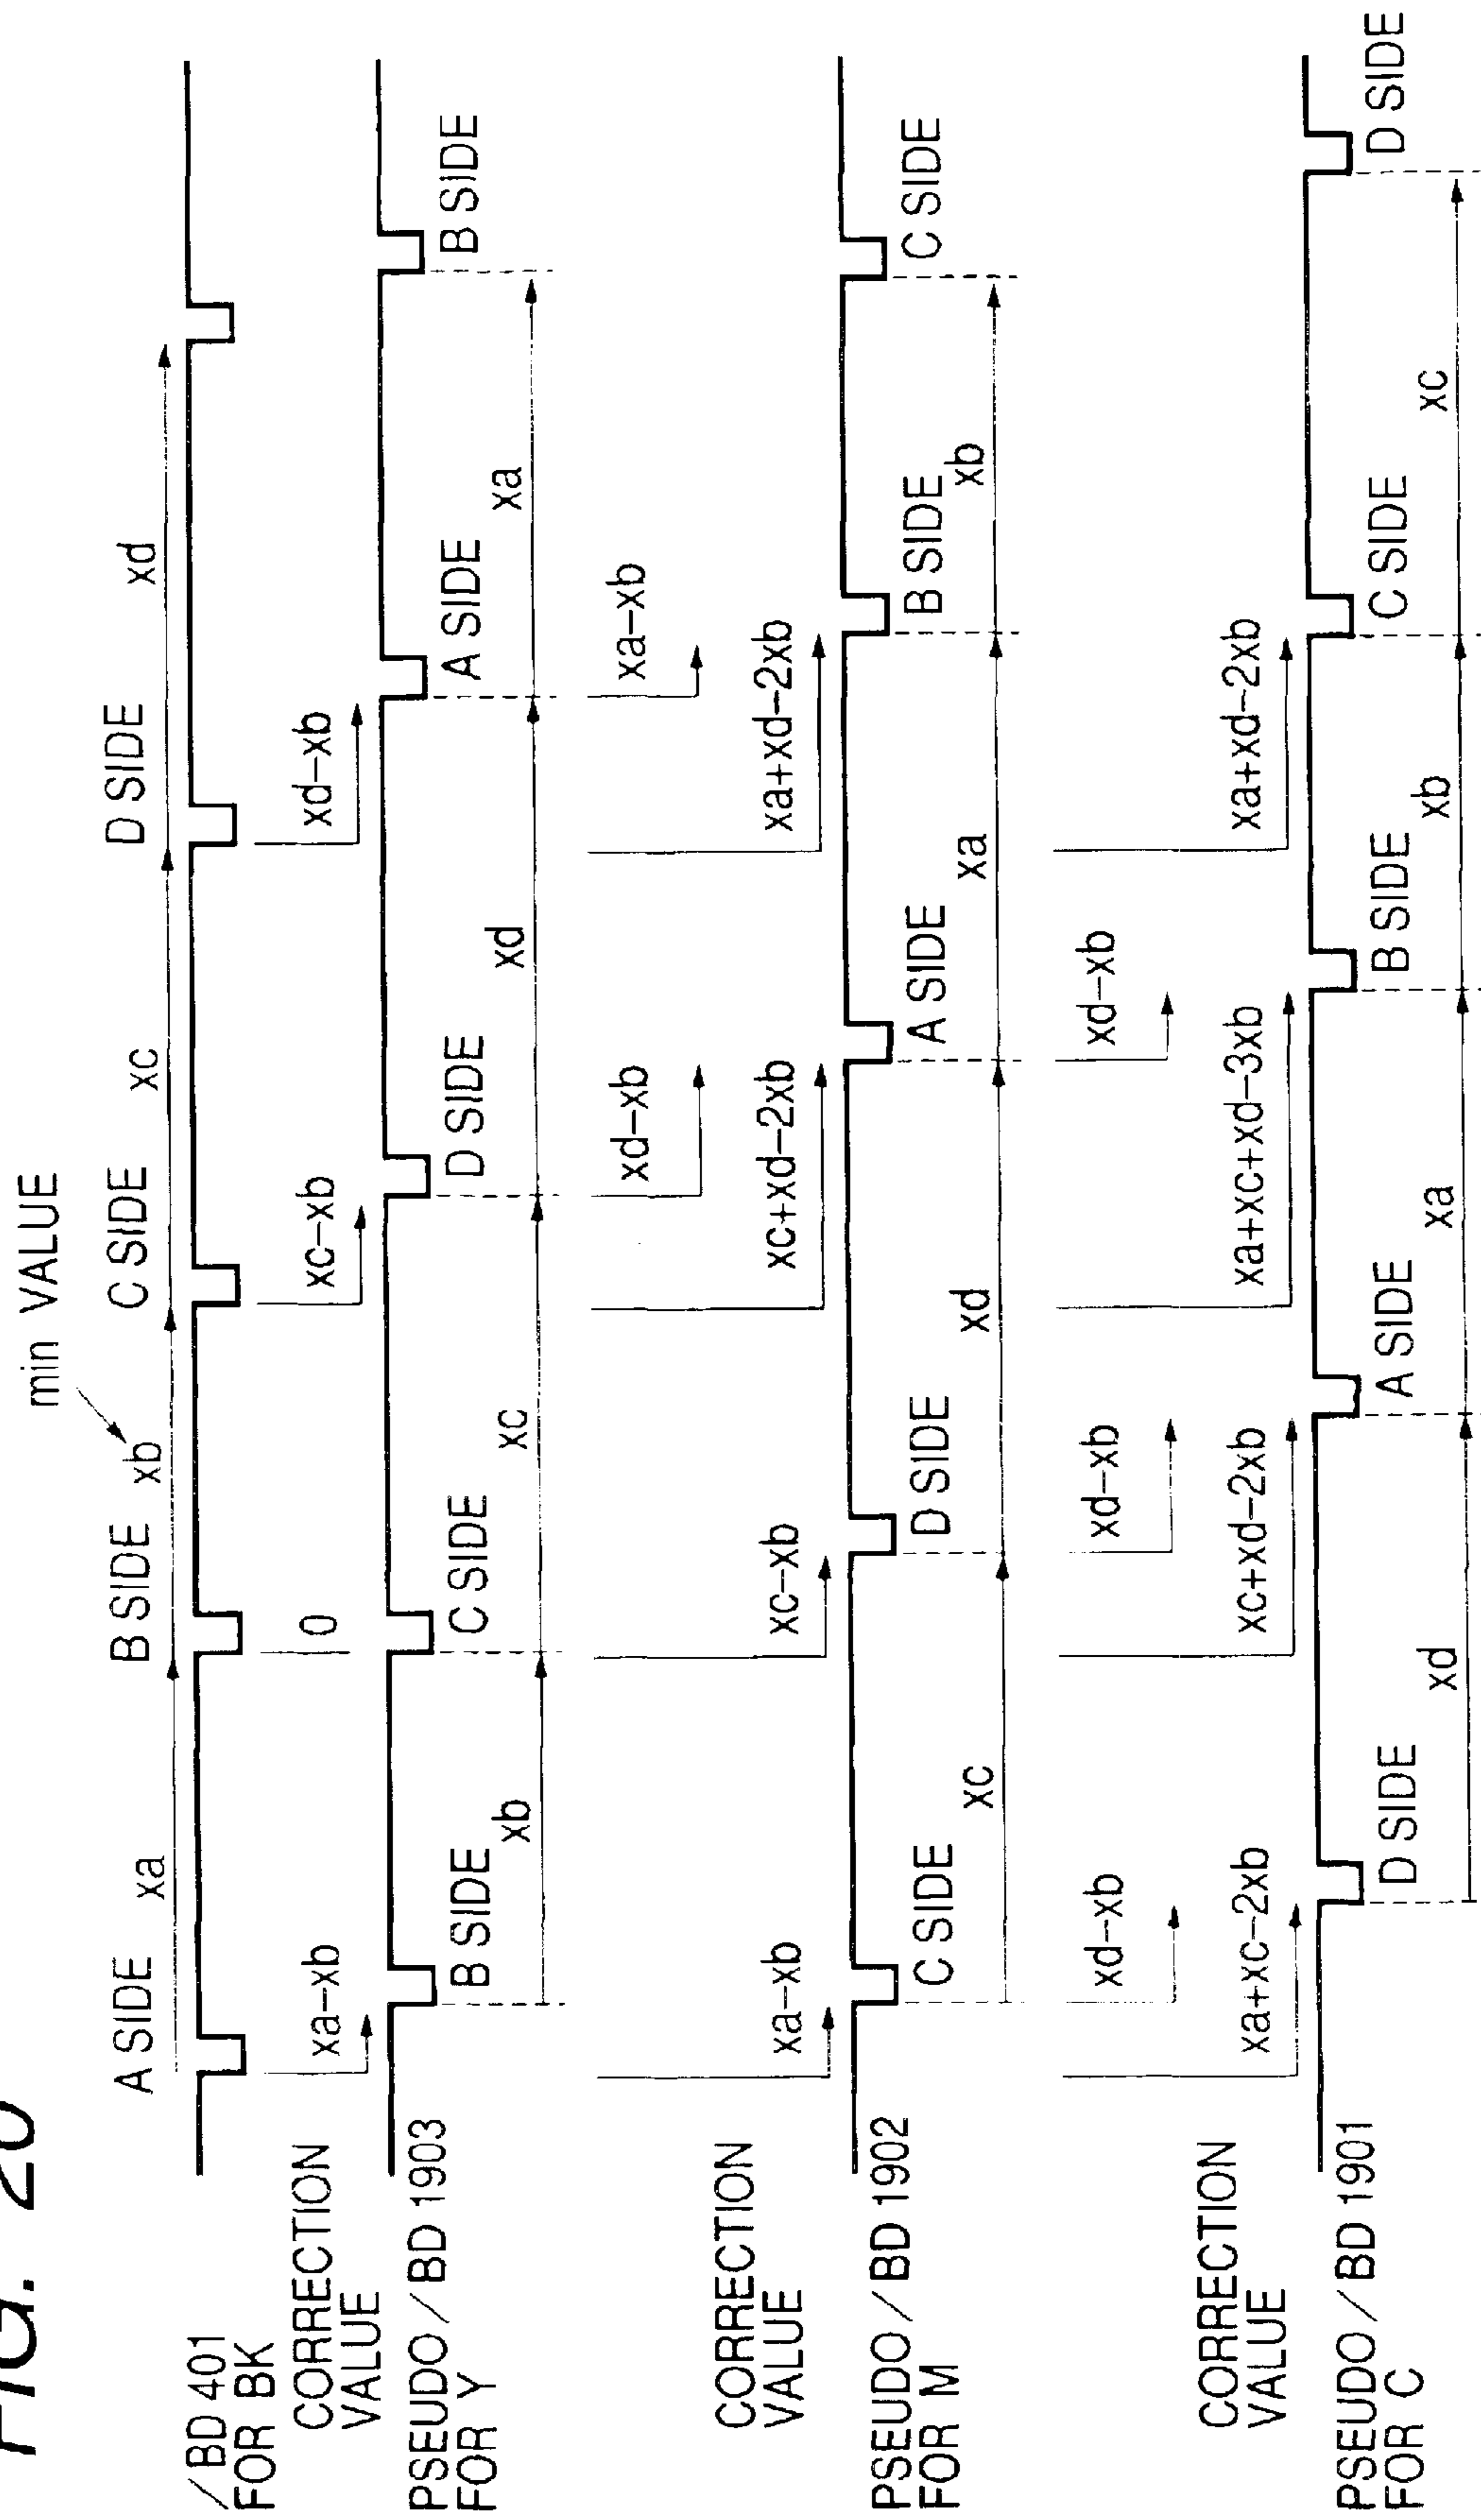 FIG. 20
min VALUE
A SIDE xa B SIDE xb C SIDE xc D SIDE xd
/BD 401
FOR BK
CORRECTION
VALUE
xa-xb 0 xc-xb xd-xb
PSEUDO/BD 1903
FOR Y
B SIDE C SIDE D SIDE A SIDE B SIDE
xb xc xd xa
xd-xb xa-xb
CORRECTION
VALUE
xa-xb xc-xb xc+xd-2xb xa+xd-2xb
PSEUDO/BD 1902
FOR M
C SIDE D SIDE A SIDE B SIDE C SIDE
xc xd xa xb
xd-xb xd-xb xd-xb
CORRECTION
VALUE
xa+xc-2xb xc+xd-2xb xa+xc+xd-3xb xa+xd-2xb
PSEUDO/BD 1901
FOR C
D SIDE A SIDE B SIDE C SIDE D SIDE
xd xa xb xc